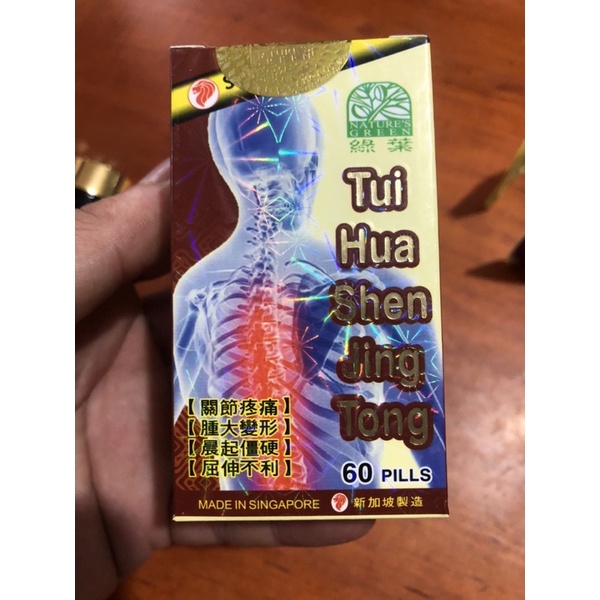 S
NATURE'S
GREEN
綠葉
Tui
Hua
Shen
Jing
Tong
【關節疼痛】
【腫大變形】
【晨起僵硬】
【屈伸不利】
60 PILLS
MADE IN SINGAPORE 新加坡製造